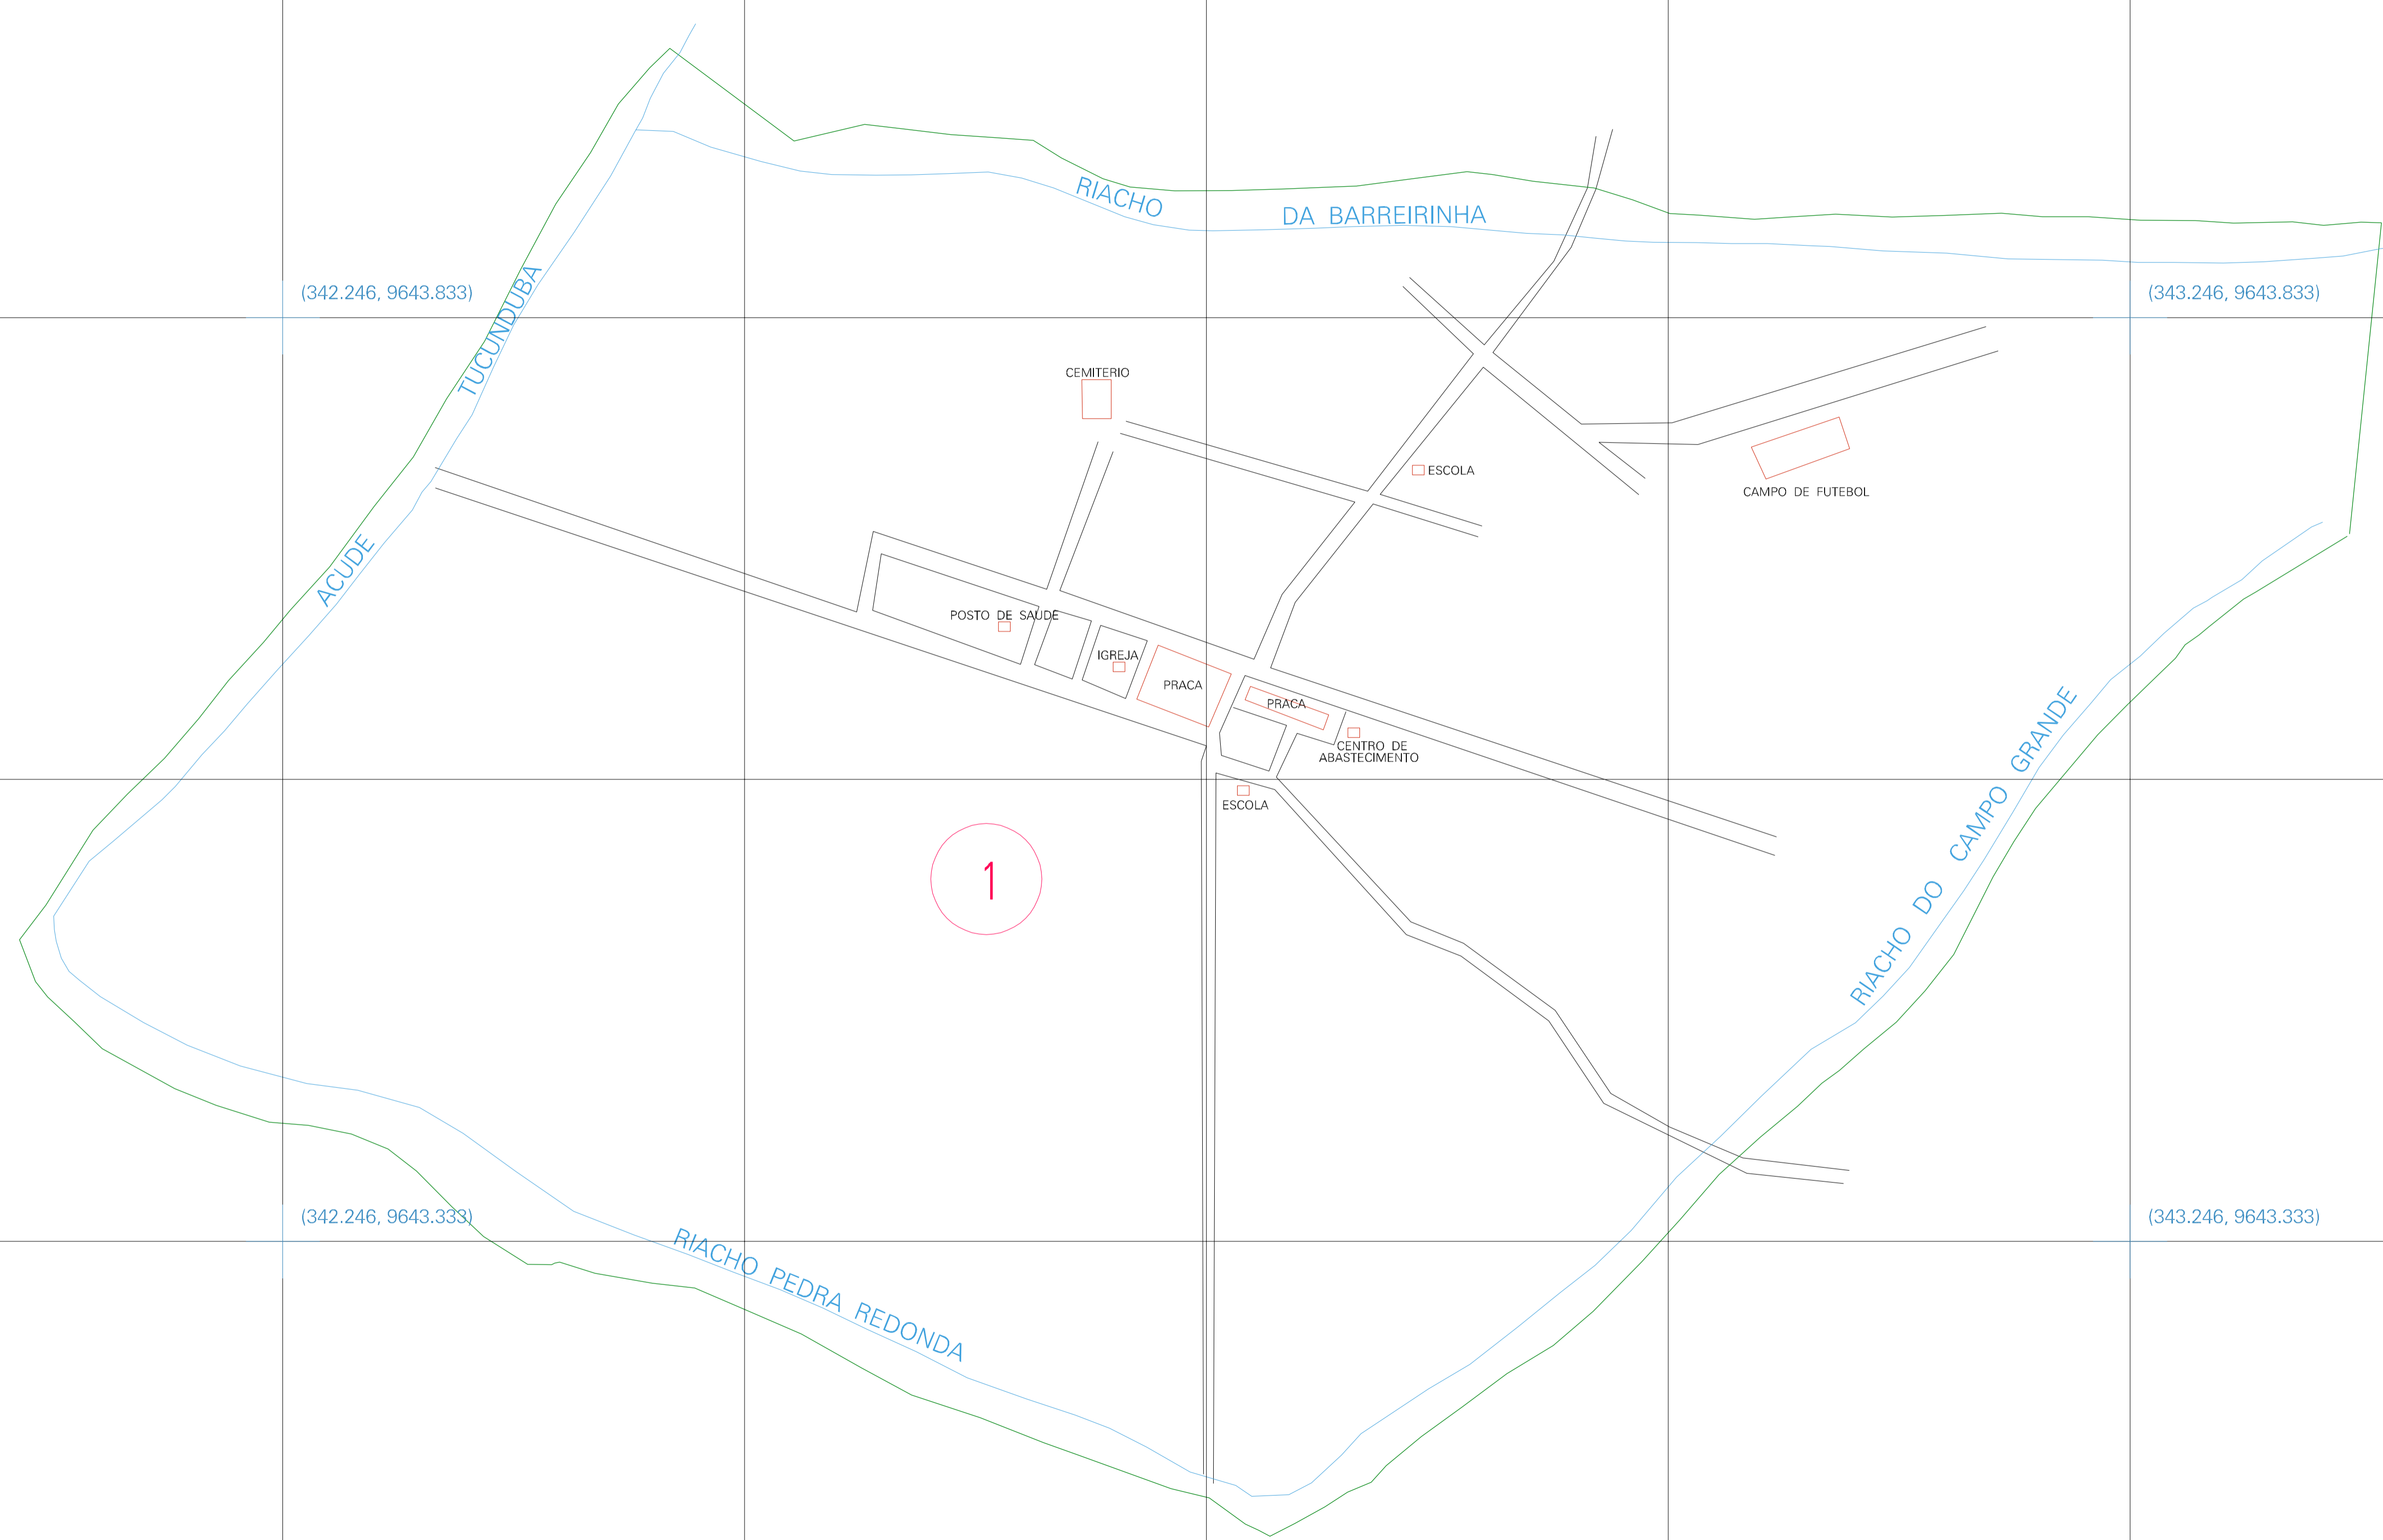 RIACHO DA BARREIRINHA
(342.246, 9643.833)
(343.246, 9643.833)
ACUDE TUCUNDUBA
CEMITERIO
ESCOLA
CAMPO DE FUTEBOL
POSTO DE SAUDE
IGREJA
PRACA
PRACA
CENTRO DE
ABASTECIMENTO
ESCOLA
1
RIACHO DO CAMPO GRANDE
(342.246, 9643.333)
(343.246, 9643.333)
RIACHO PEDRA REDONDA